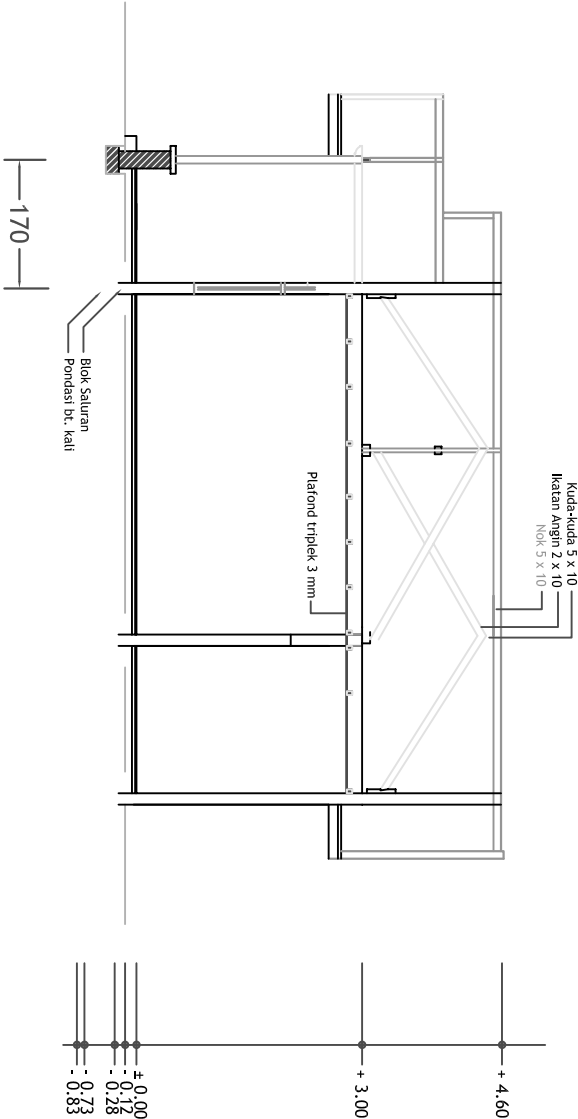 Kuda-kuda 5 x 10
Ikatan Angin 2 x 10
Nok 5 x 10
+ 4.60
Plafond triplek 3 mm
+ 3.00
Blok Saluran
Pondasi bt. kali
± 0.00
- 0.12
- 0.28
- 0.73
- 0.83
170